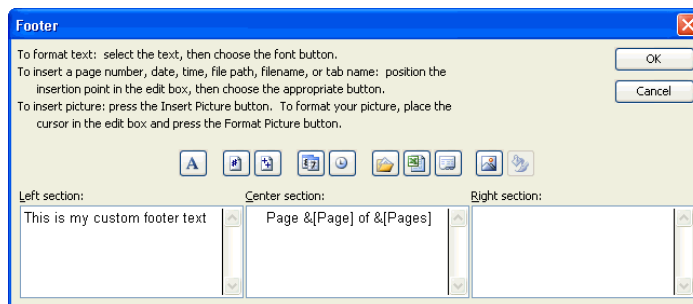 Footer
To format text: select the text, then choose the font button.
To insert a page number, date, time, file path, filename, or tab name: position the
insertion point in the edit box, then choose the appropriate button.
To insert picture: press the Insert Picture button. To format your picture, place the
cursor in the edit box and press the Format Picture button.
OK
Cancel
A
Left section:
Center section:
Right section:
This is my custom footer text
Page &[Page] of &[Pages]